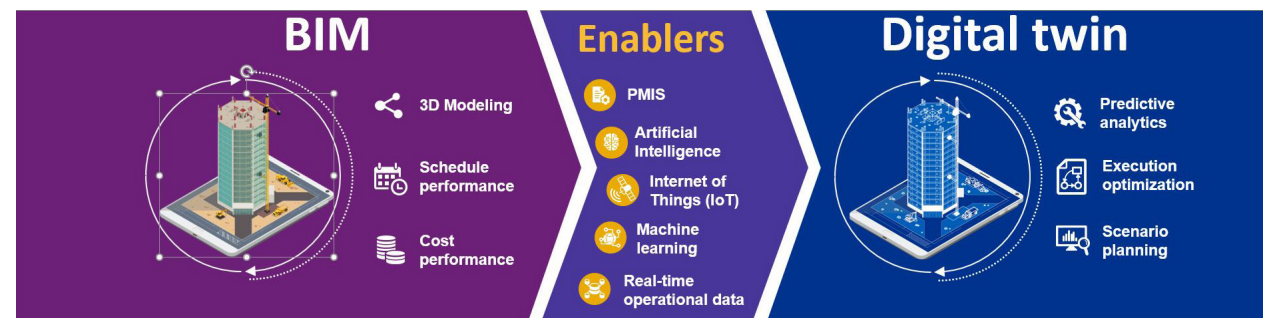 BIM
3D Modeling
Schedule
performance
Cost
performance
Enablers
PMIS
Artificial
Intelligence
Internet of
Things (IoT)
Machine
learning
Real-time
operational data
Digital twin
Predictive
analytics
Execution
optimization
Scenario
planning